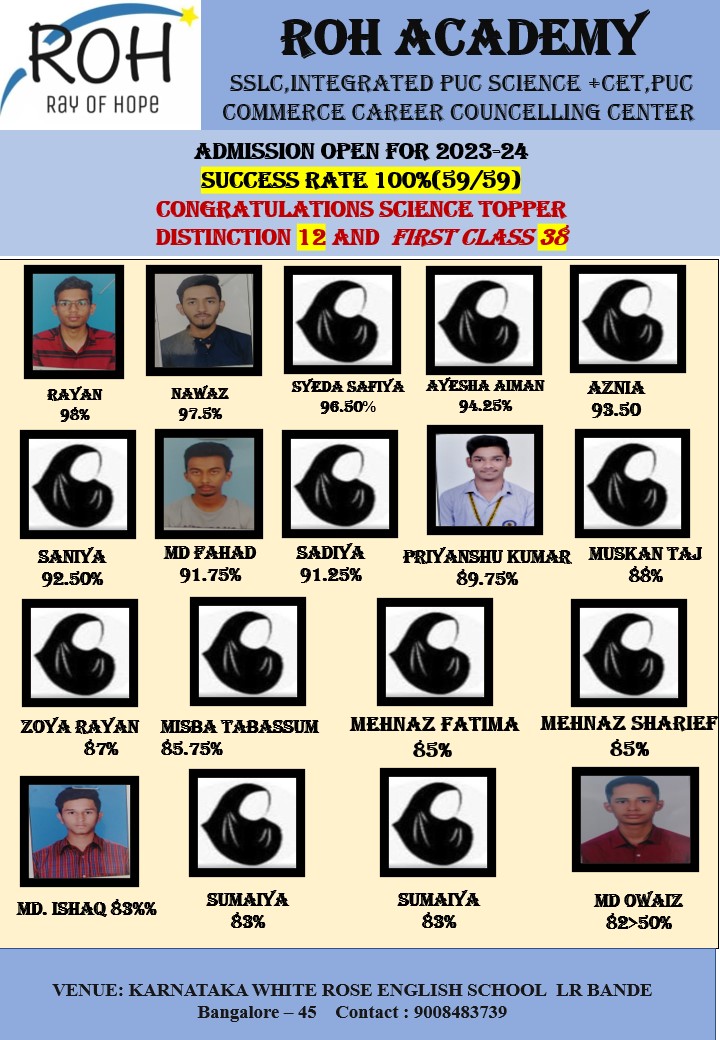 ROH
RAY OF HOPE
ROH ACADEMY
SSLC,INTEGRATED PUC SCIENCE +CET,PUC
COMMERCE CAREER COUNCELLING CENTER
ADMISSION OPEN FOR 2023-24
SUCCESS RATE 100%(59/59)
CONGRATULATIONS SCIENCE TOPPER
DISTINCTION 12 AND FIRST CLASS 38
RAYAN
98%
NAWAZ
97.5%
SYEDA SAFIYA
96.50%
AYESHA AIMAN
94.25%
AZNIA
93.50
SANIYA
92.50%
MD FAHAD
91.75%
SADIYA
91.25%
PRIYANSHU KUMAR
89.75%
MUSKAN TAJ
88%
ZOYA RAYAN
87%
MISBA TABASSUM
85.75%
MEHNAZ FATIMA
85%
MEHNAZ SHARIEF
85%
MD. ISHAQ 83%%
SUMAIYA
83%
SUMAIYA
83%
MD OWAIZ
82>50%
VENUE: KARNATAKA WHITE ROSE ENGLISH SCHOOL LR BANDE
Bangalore – 45 Contact : 9008483739